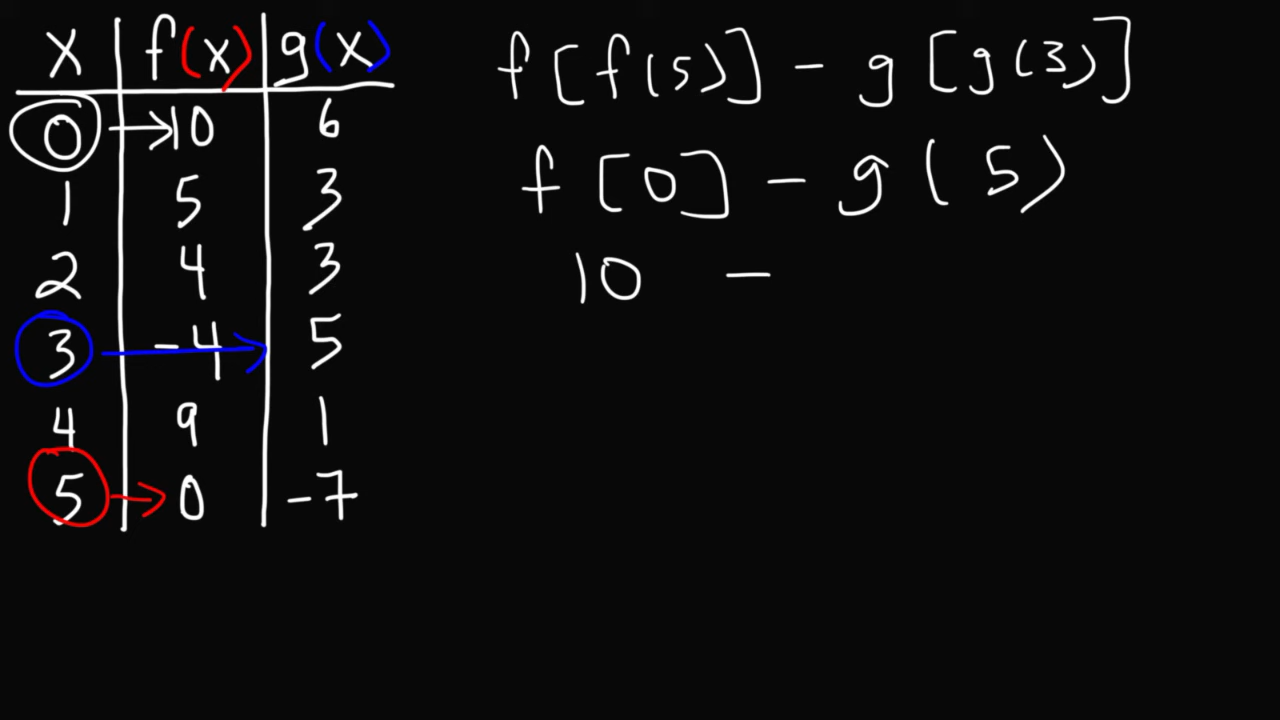 x f(x) g(x)
0 → 10 6
1 5 3
2 4 3
3 → -4 5
4 9 1
5 → 0 -7
f[f(5)] - g[g(3)]
f[0] - g(5)
10 -